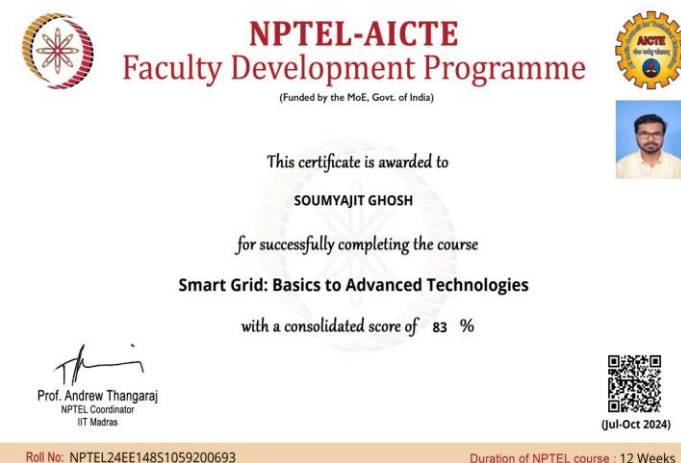 NPTEL-AICTE
Faculty Development Programme
(Funded by the MoE, Govt. of India)
AICTE
This certificate is awarded to
SOUMYAJIT GHOSH
for successfully completing the course
Smart Grid: Basics to Advanced Technologies
with a consolidated score of 83 %
Prof. Andrew Thangaraj
NPTEL Coordinator
IIT Madras
(Jul-Oct 2024)
Roll No: NPTEL24EE148S1059200693
Duration of NPTEL course : 12 Weeks